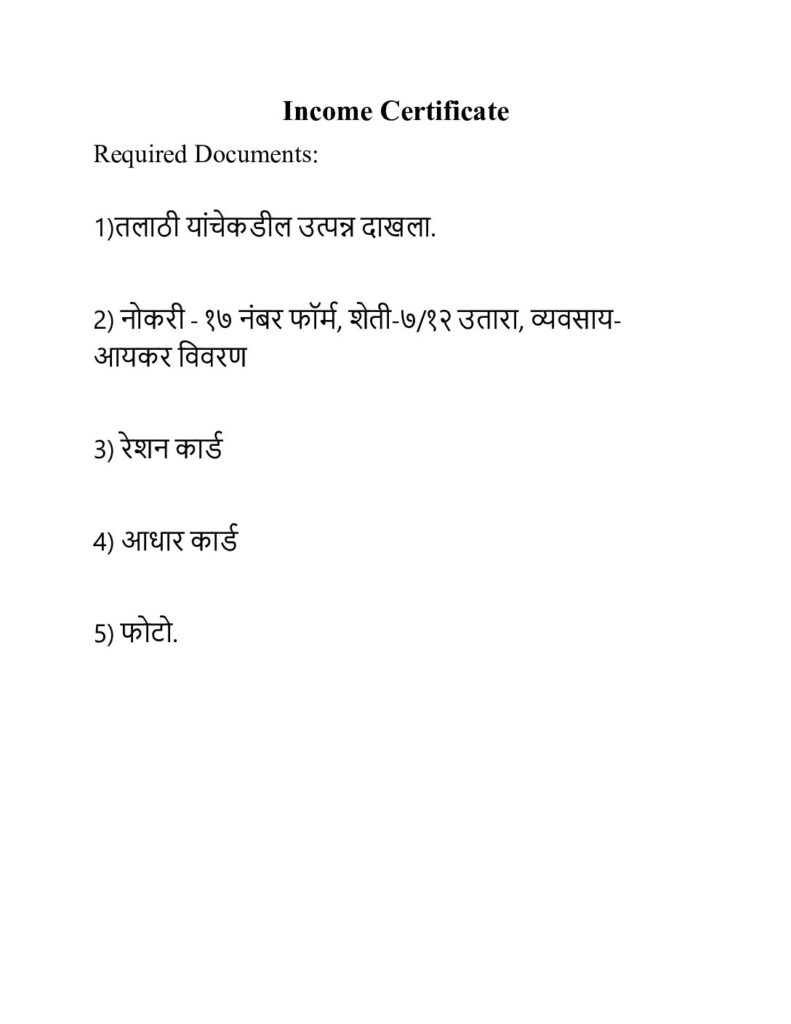 Income Certificate
Required Documents:
1)तलाठी यांचेकडील उत्पन्न दाखला.
2) नोकरी - १७ नंबर फॉर्म, शेती-७/१२ उतारा, व्यवसाय-
आयकर विवरण
3) रेशन कार्ड
4) आधार कार्ड
5) फोटो.